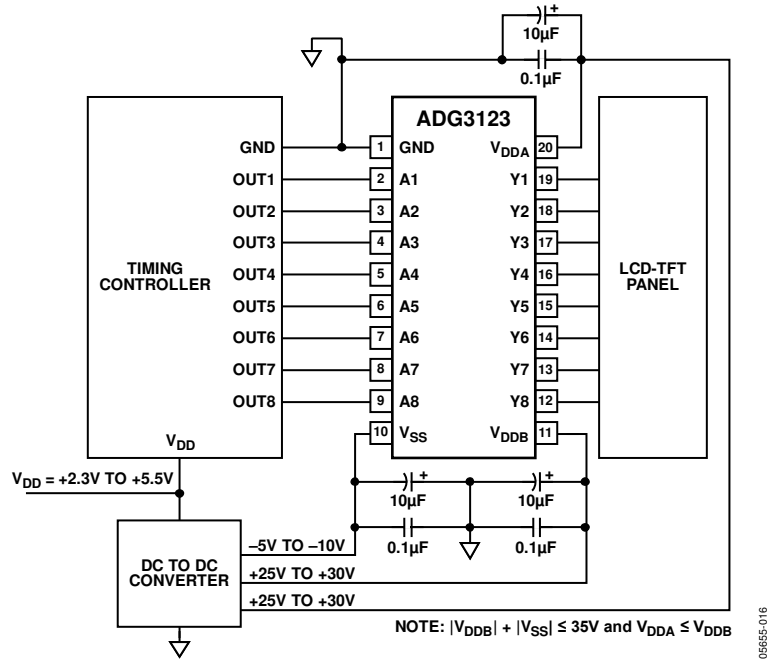 +
10µF
0.1µF
ADG3123
GND 1 GND VDDA 20
OUT1 2 A1 Y1 19
OUT2 3 A2 Y2 18
OUT3 4 A3 Y3 17
TIMING
CONTROLLER
OUT4 5 A4 Y4 16
LCD-TFT
PANEL
OUT5 6 A5 Y5 15
OUT6 7 A6 Y6 14
OUT7 8 A7 Y7 13
OUT8 9 A8 Y8 12
VDD
10 VSS VDDB 11
VDD = +2.3V TO +5.5V
+ +
10µF 10µF
0.1µF 0.1µF
DC TO DC
CONVERTER
–5V TO –10V
+25V TO +30V
+25V TO +30V
NOTE: |VDDB| + |VSS| ≤ 35V and VDDA ≤ VDDB
05655-016